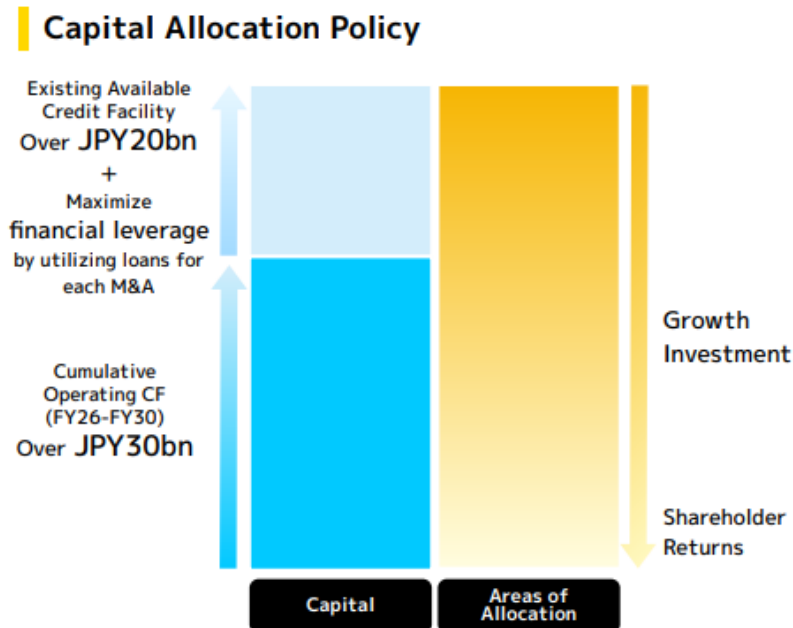 Capital Allocation Policy
Existing Available
Credit Facility
Over JPY20bn
+
Maximize
financial leverage
by utilizing loans for
each M&A
Cumulative
Operating CF
(FY26-FY30)
Over JPY30bn
Growth
Investment
Shareholder
Returns
Capital
Areas of
Allocation